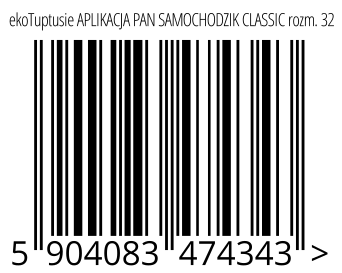 ekoTuptusie APLIKACJA PAN SAMOCHODZIK CLASSIC rozm. 32
5 904083 474343 >